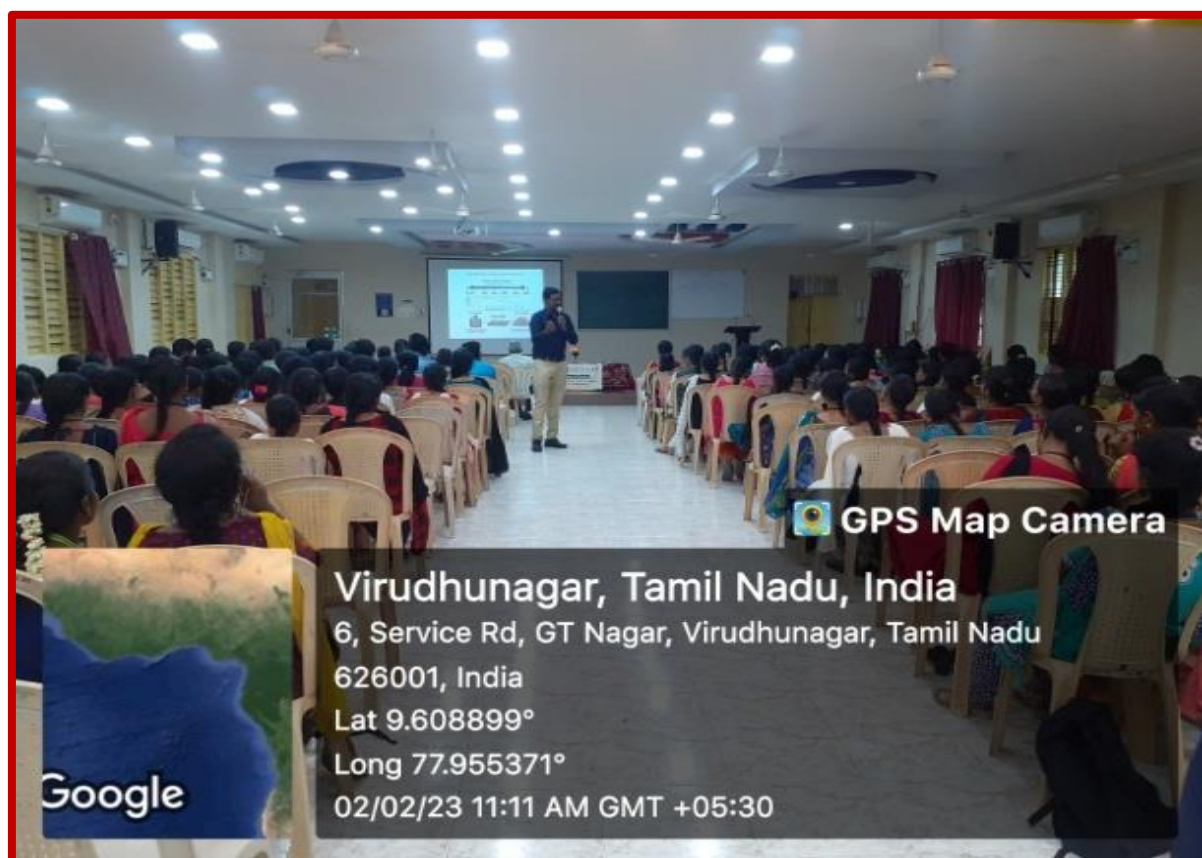 GPS Map Camera
Virudhunagar, Tamil Nadu, India
6, Service Rd, GT Nagar, Virudhunagar, Tamil Nadu
626001, India
Lat 9.608899°
Long 77.955371°
02/02/23 11:11 AM GMT +05:30
Google